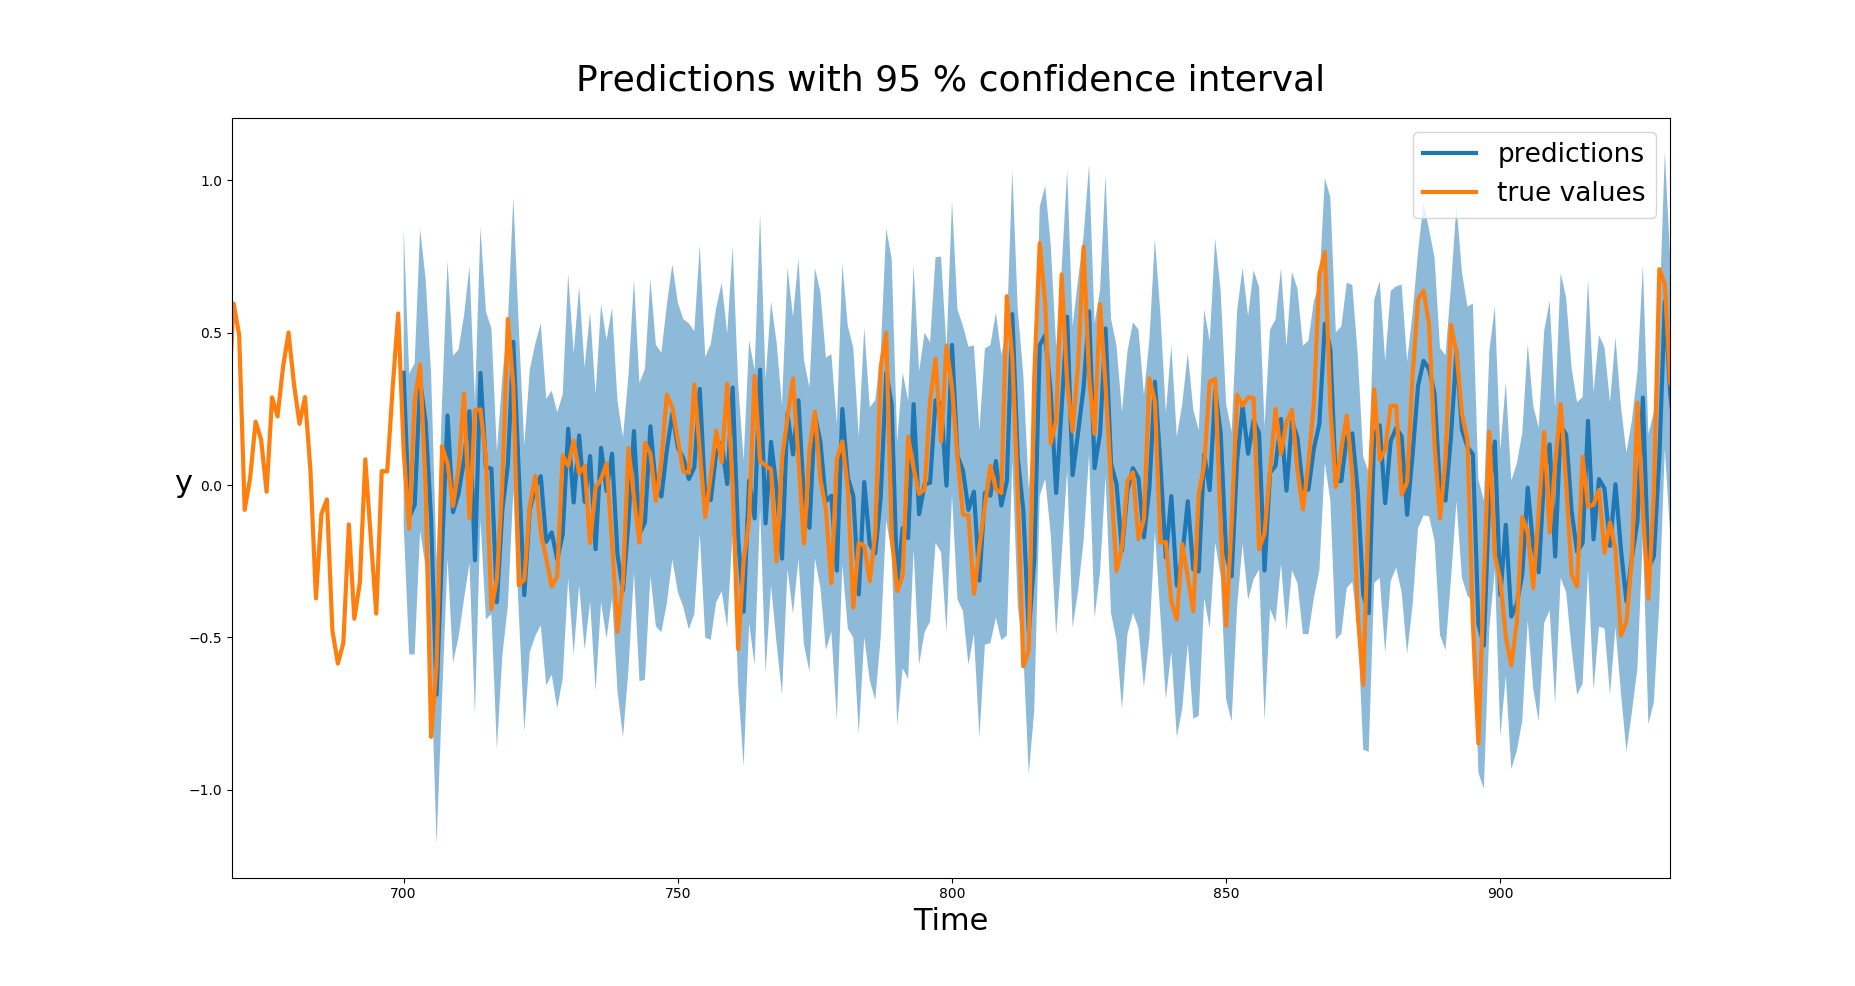 Predictions with 95 % confidence interval
predictions
true values
1.0
0.5
0.0
−0.5
−1.0
y
700 750 800 850 900
Time